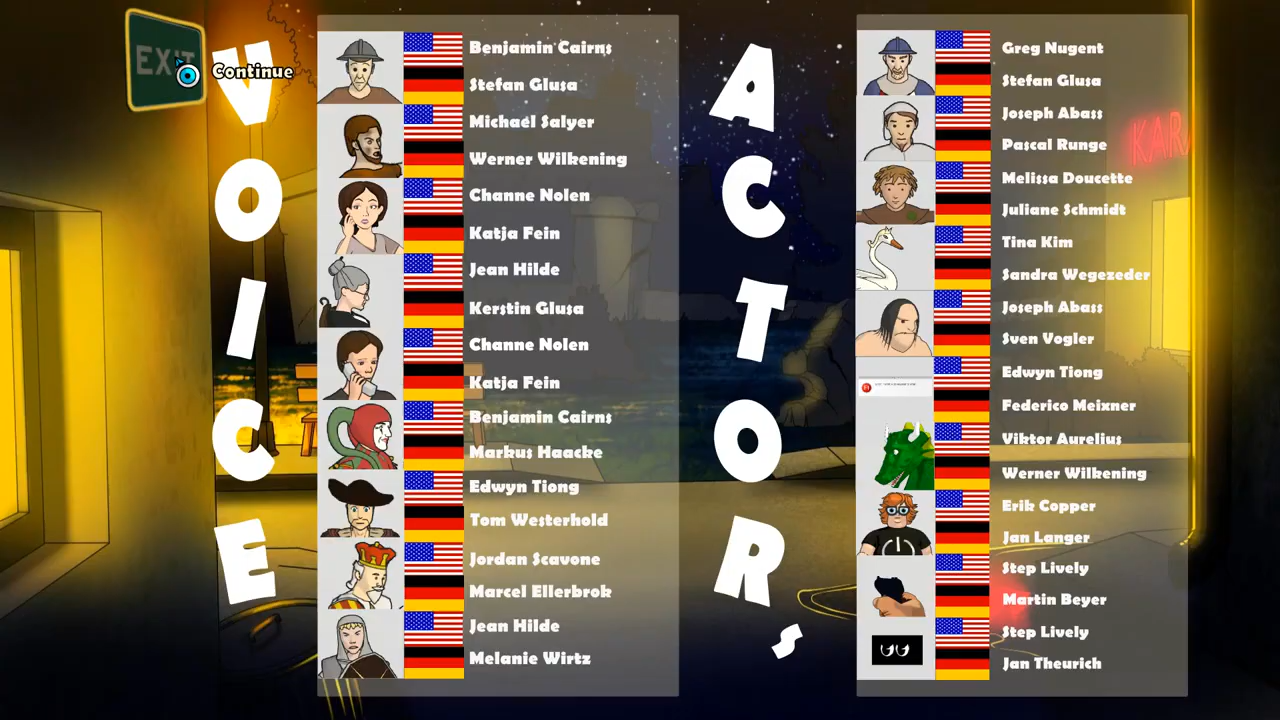 EXIT
Continue
VOICE
Benjamin Cairns
Stefan Glusa
Michael Salyer
Werner Wilkening
Channe Nolen
Katja Fein
Jean Hilde
Kerstin Glusa
Channe Nolen
Katja Fein
Benjamin Cairns
Markus Haacke
Edwyn Tiong
Tom Westerhold
Jordan Scavone
Marcel Ellerbrok
Jean Hilde
Melanie Wirtz
ACTORs
Greg Nugent
Stefan Glusa
Joseph Abass
Pascal Runge
Melissa Doucette
Juliane Schmidt
Tina Kim
Sandra Wegezeder
Joseph Abass
Sven Vogler
Edwyn Tiong
Federico Meixner
Viktor Aurelius
Werner Wilkening
Erik Copper
Jan Langer
Step Lively
Martin Beyer
Step Lively
Jan Theurich
KARA